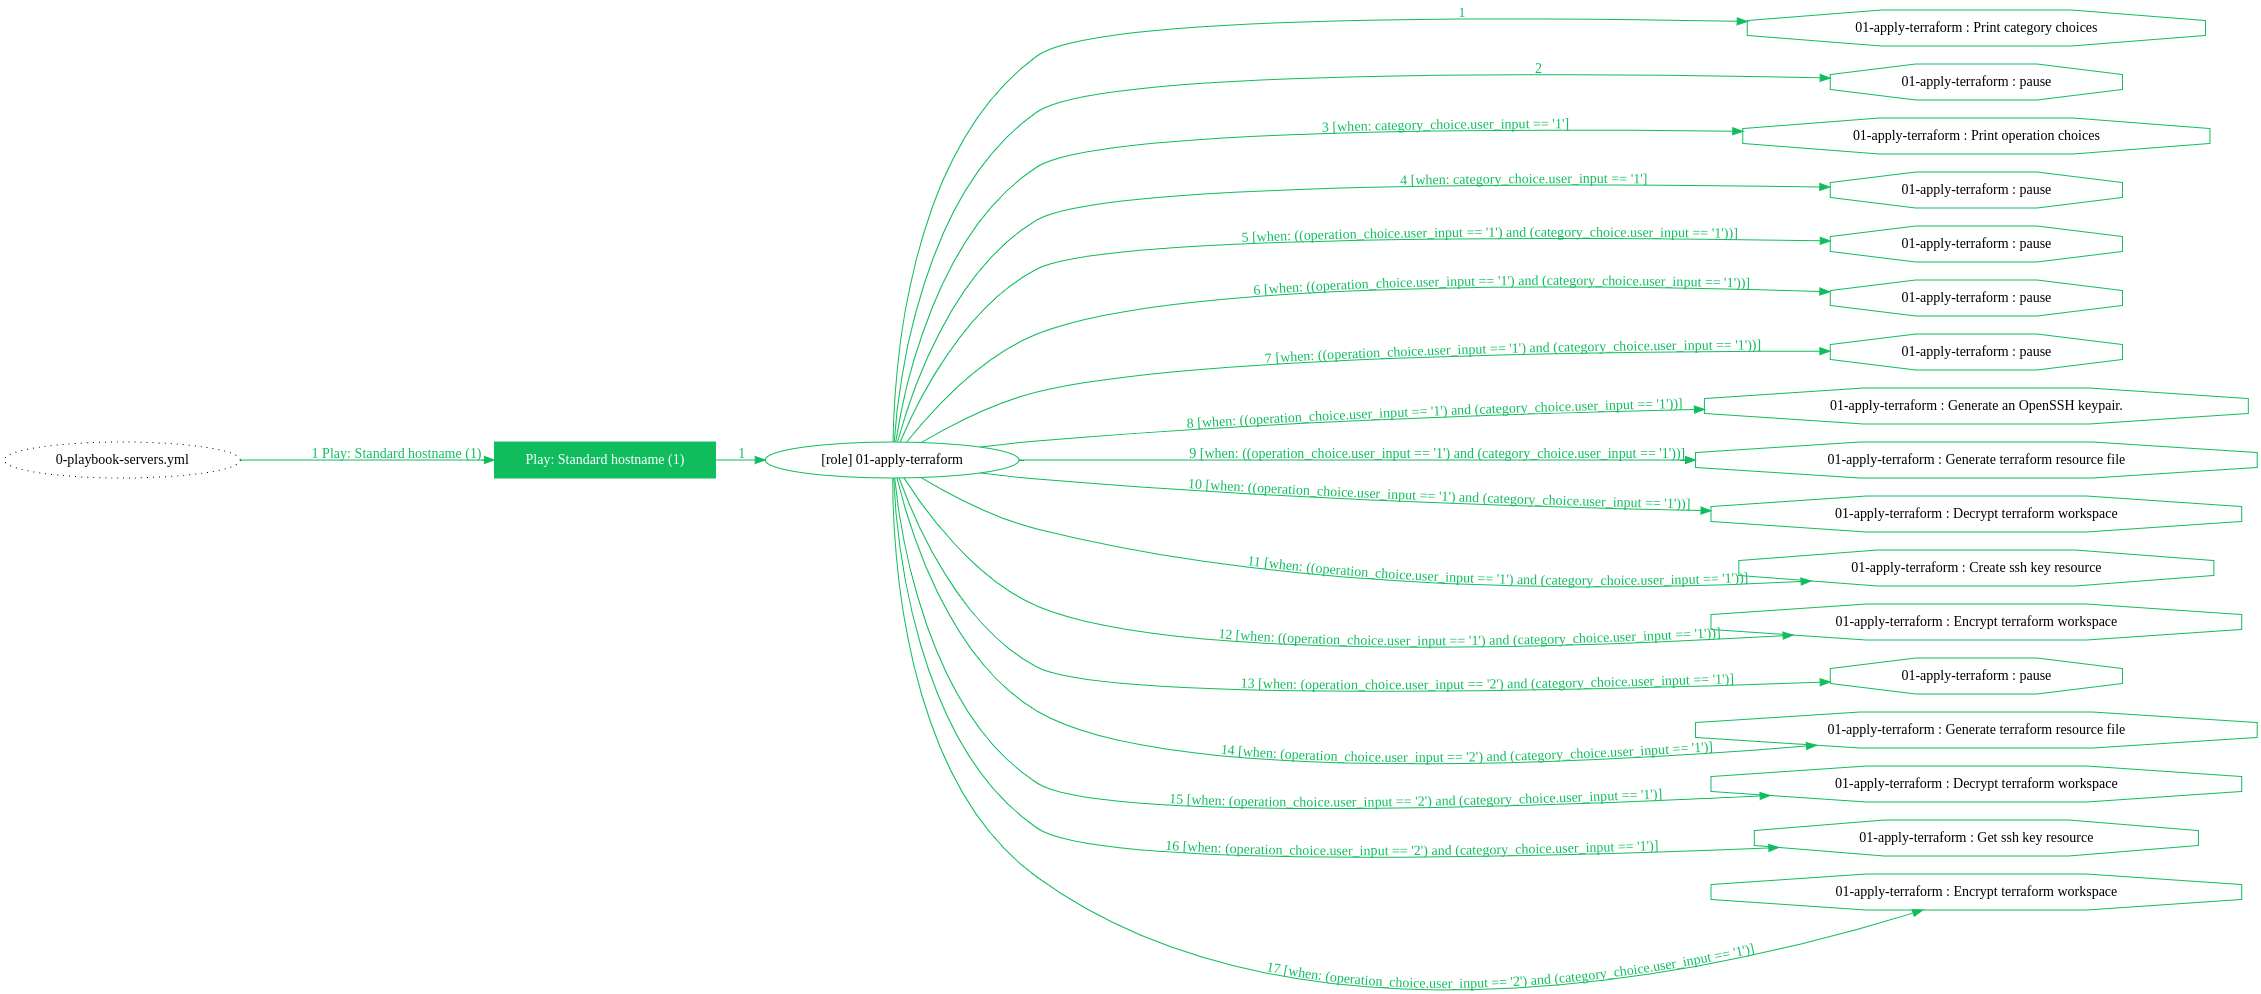 0-playbook-servers.yml
1 Play: Standard hostname (1)
Play: Standard hostname (1)
1
[role] 01-apply-terraform
1
01-apply-terraform : Print category choices
2
01-apply-terraform : pause
3 [when: category_choice.user_input == '1']
01-apply-terraform : Print operation choices
4 [when: category_choice.user_input == '1']
01-apply-terraform : pause
5 [when: ((operation_choice.user_input == '1') and (category_choice.user_input == '1'))]
01-apply-terraform : pause
6 [when: ((operation_choice.user_input == '1') and (category_choice.user_input == '1'))]
01-apply-terraform : pause
7 [when: ((operation_choice.user_input == '1') and (category_choice.user_input == '1'))]
01-apply-terraform : pause
8 [when: ((operation_choice.user_input == '1') and (category_choice.user_input == '1'))]
01-apply-terraform : Generate an OpenSSH keypair.
9 [when: ((operation_choice.user_input == '1') and (category_choice.user_input == '1'))]
01-apply-terraform : Generate terraform resource file
10 [when: ((operation_choice.user_input == '1') and (category_choice.user_input == '1'))]
01-apply-terraform : Decrypt terraform workspace
11 [when: ((operation_choice.user_input == '1') and (category_choice.user_input == '1'))]
01-apply-terraform : Create ssh key resource
12 [when: ((operation_choice.user_input == '1') and (category_choice.user_input == '1'))]
01-apply-terraform : Encrypt terraform workspace
13 [when: (operation_choice.user_input == '2') and (category_choice.user_input == '1')]
01-apply-terraform : pause
14 [when: (operation_choice.user_input == '2') and (category_choice.user_input == '1')]
01-apply-terraform : Generate terraform resource file
15 [when: (operation_choice.user_input == '2') and (category_choice.user_input == '1')]
01-apply-terraform : Decrypt terraform workspace
16 [when: (operation_choice.user_input == '2') and (category_choice.user_input == '1')]
01-apply-terraform : Get ssh key resource
17 [when: (operation_choice.user_input == '2') and (category_choice.user_input == '1')]
01-apply-terraform : Encrypt terraform workspace